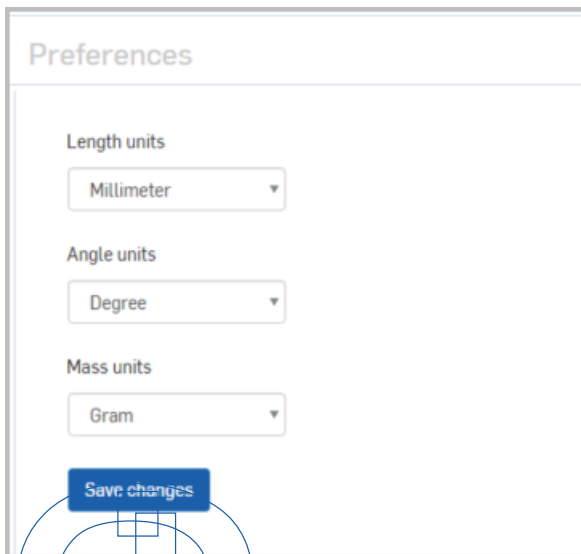 Preferences
Length units
Millimeter
Angle units
Degree
Mass units
Gram
Save changes